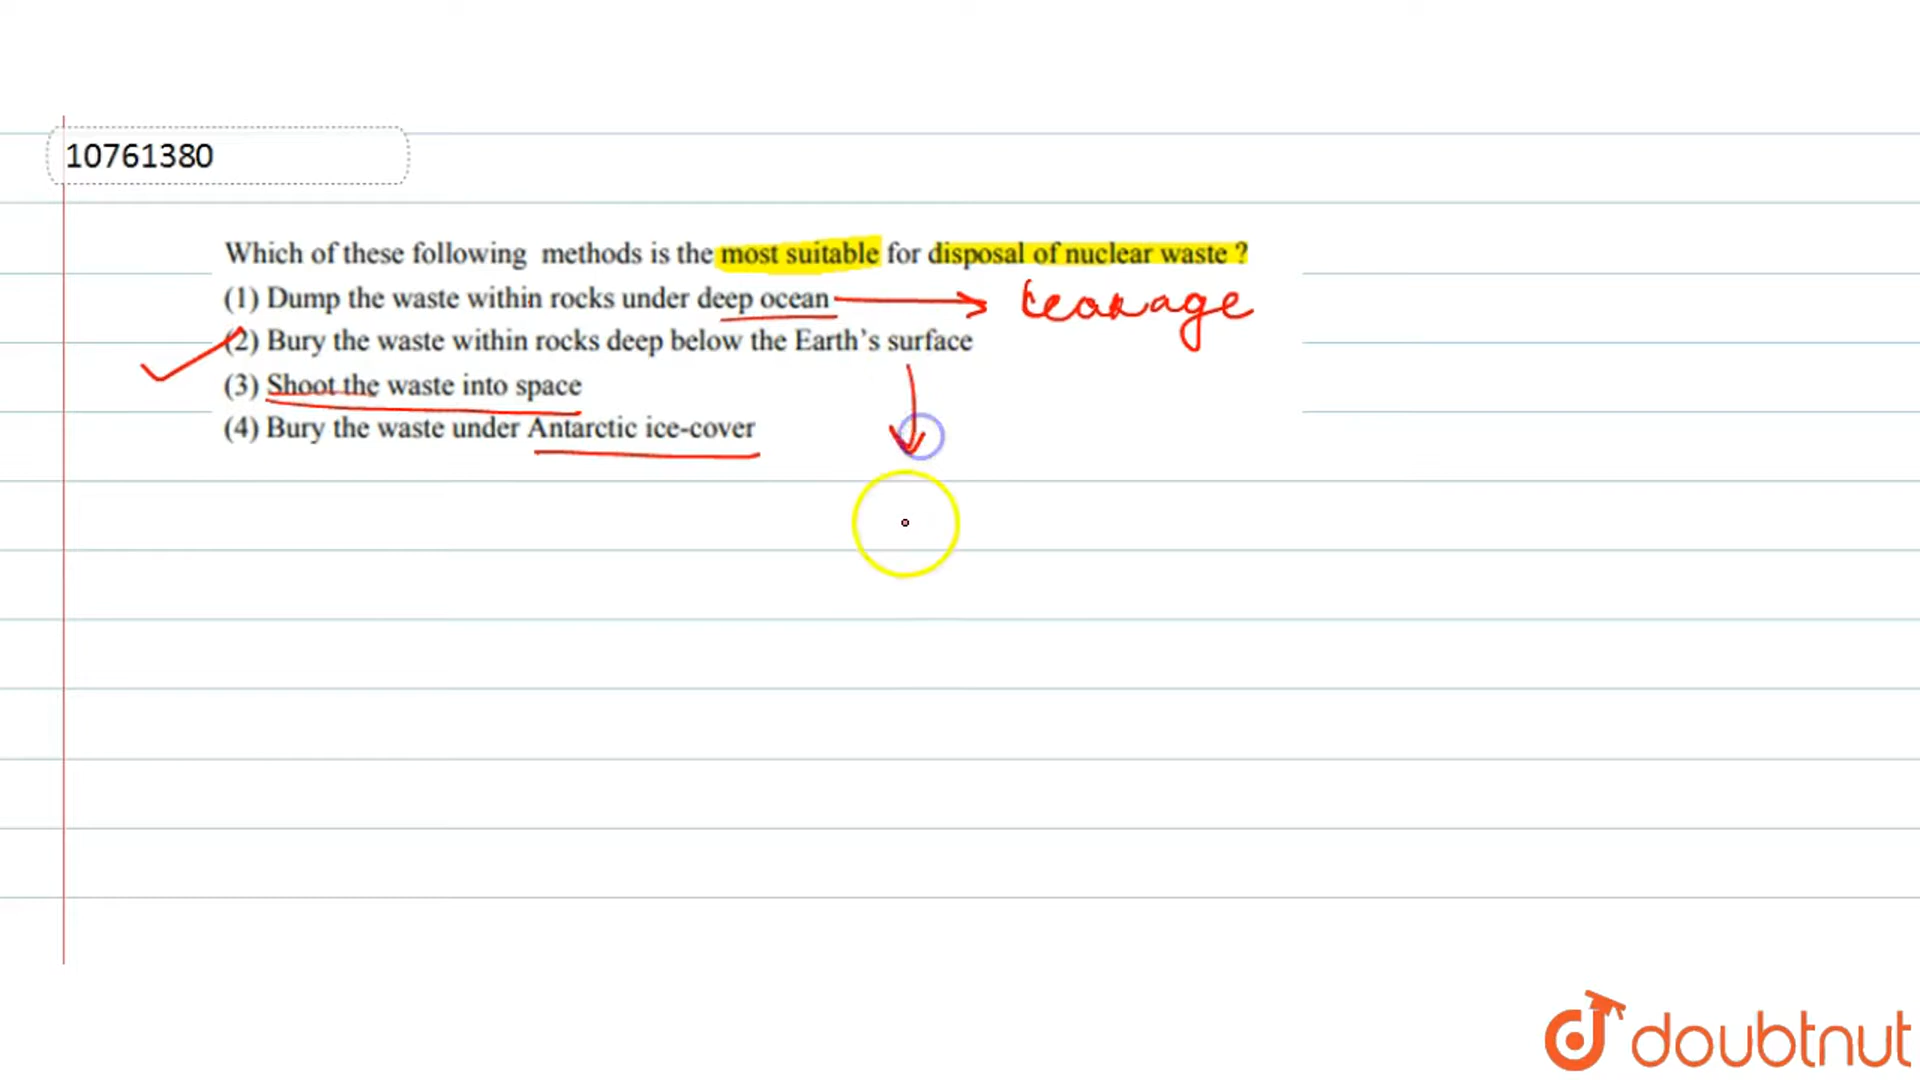 10761380
Which of these following methods is the most suitable for disposal of nuclear waste ?
(1) Dump the waste within rocks under deep ocean leakage
(2) Bury the waste within rocks deep below the Earth's surface
(3) Shoot the waste into space
(4) Bury the waste under Antarctic ice-cover
doubtnut